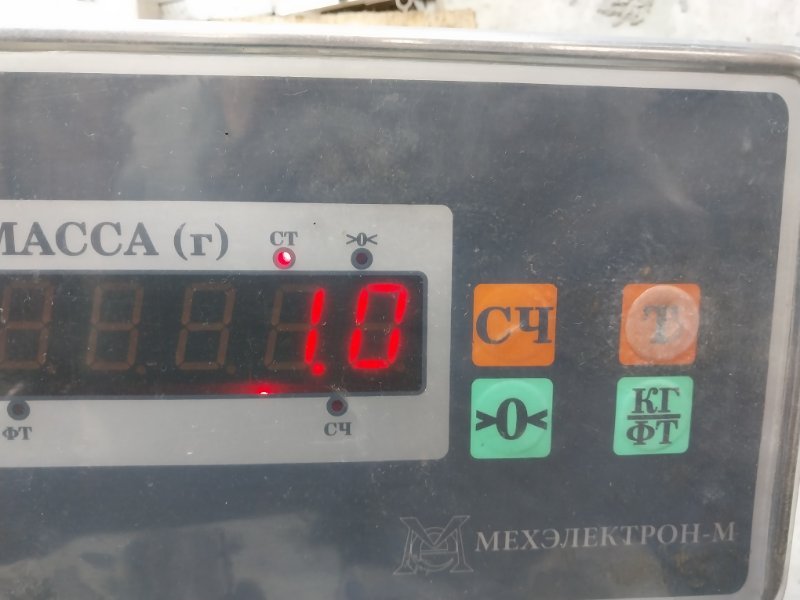 МАССА (г)
СТ >0<
1.0
ФТ СЧ
СЧ Т
>0< КГ
ФТ
МЕХЭЛЕКТРОН-М